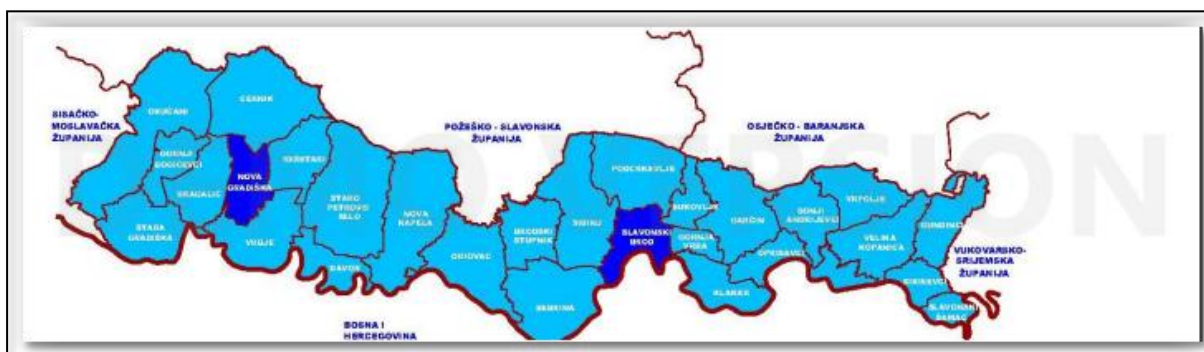 SISAČKO-
MOSLAVAČKA
ŽUPANIJA
OKUČANI
CERNIK
POŽEŠKO - SLAVONSKA
ŽUPANIJA
OSJEČKO - BARANJSKA
ŽUPANIJA
GORNJI
BOGIĆEVCI
NOVA
GRADIŠKA
REŠETARI
DRAGALIĆ
STARA
GRADIŠKA
VRBJE
STARO
PETROVO
SELO
DAVOR
NOVA
KAPELA
ORIOVAC
BEBRINA
BRODSKI
STUPNIK
SIBINJ
PODCRKAVLJE
SLAVONSKI
BROD
BUKOVLJE
GORNJA
VRBA
KLAKAR
GARČIN
OPRISAVCI
DONJI
ANDRIJEVCI
VRPOLJE
VELIKA
KOPANICA
GUNDINCI
SIKIREVCI
SLAVONSKI
ŠAMAC
VUKOVARSKO-
SRIJEMSKA
ŽUPANIJA
BOSNA I
HERCEGOVINA